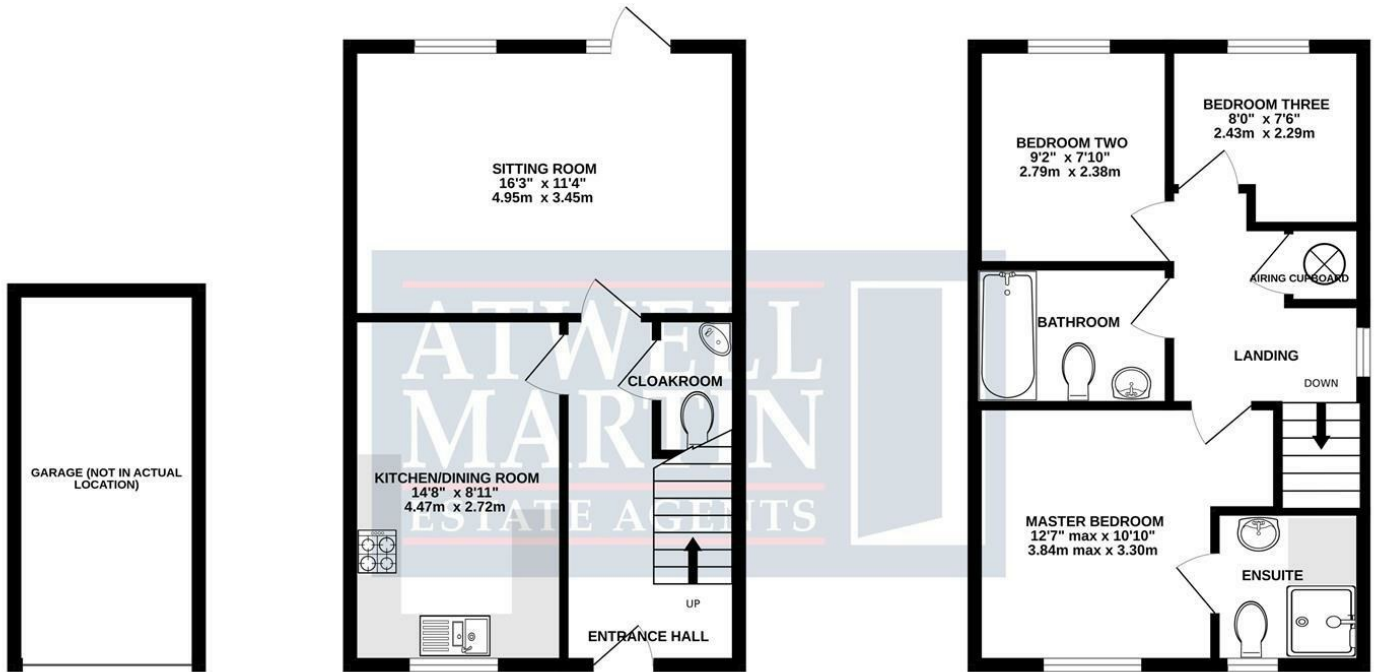 GARAGE (NOT IN ACTUAL
LOCATION)
SITTING ROOM
16'3" x 11'4"
4.95m x 3.45m
KITCHEN/DINING ROOM
14'8" x 8'11"
4.47m x 2.72m
CLOAKROOM
UP
ENTRANCE HALL
ATWELL
MARTIN
ESTATE AGENTS
BEDROOM TWO
9'2" x 7'10"
2.79m x 2.38m
BEDROOM THREE
8'0" x 7'6"
2.43m x 2.29m
AIRING CUPBOARD
BATHROOM
LANDING
DOWN
MASTER BEDROOM
12'7" max x 10'10"
3.84m max x 3.30m
ENSUITE